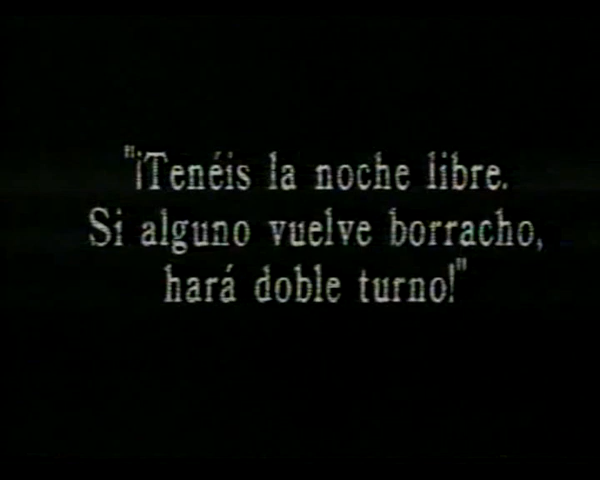 "¡Tenéis la noche libre.
Si alguno vuelve borracho,
hará doble turno!"